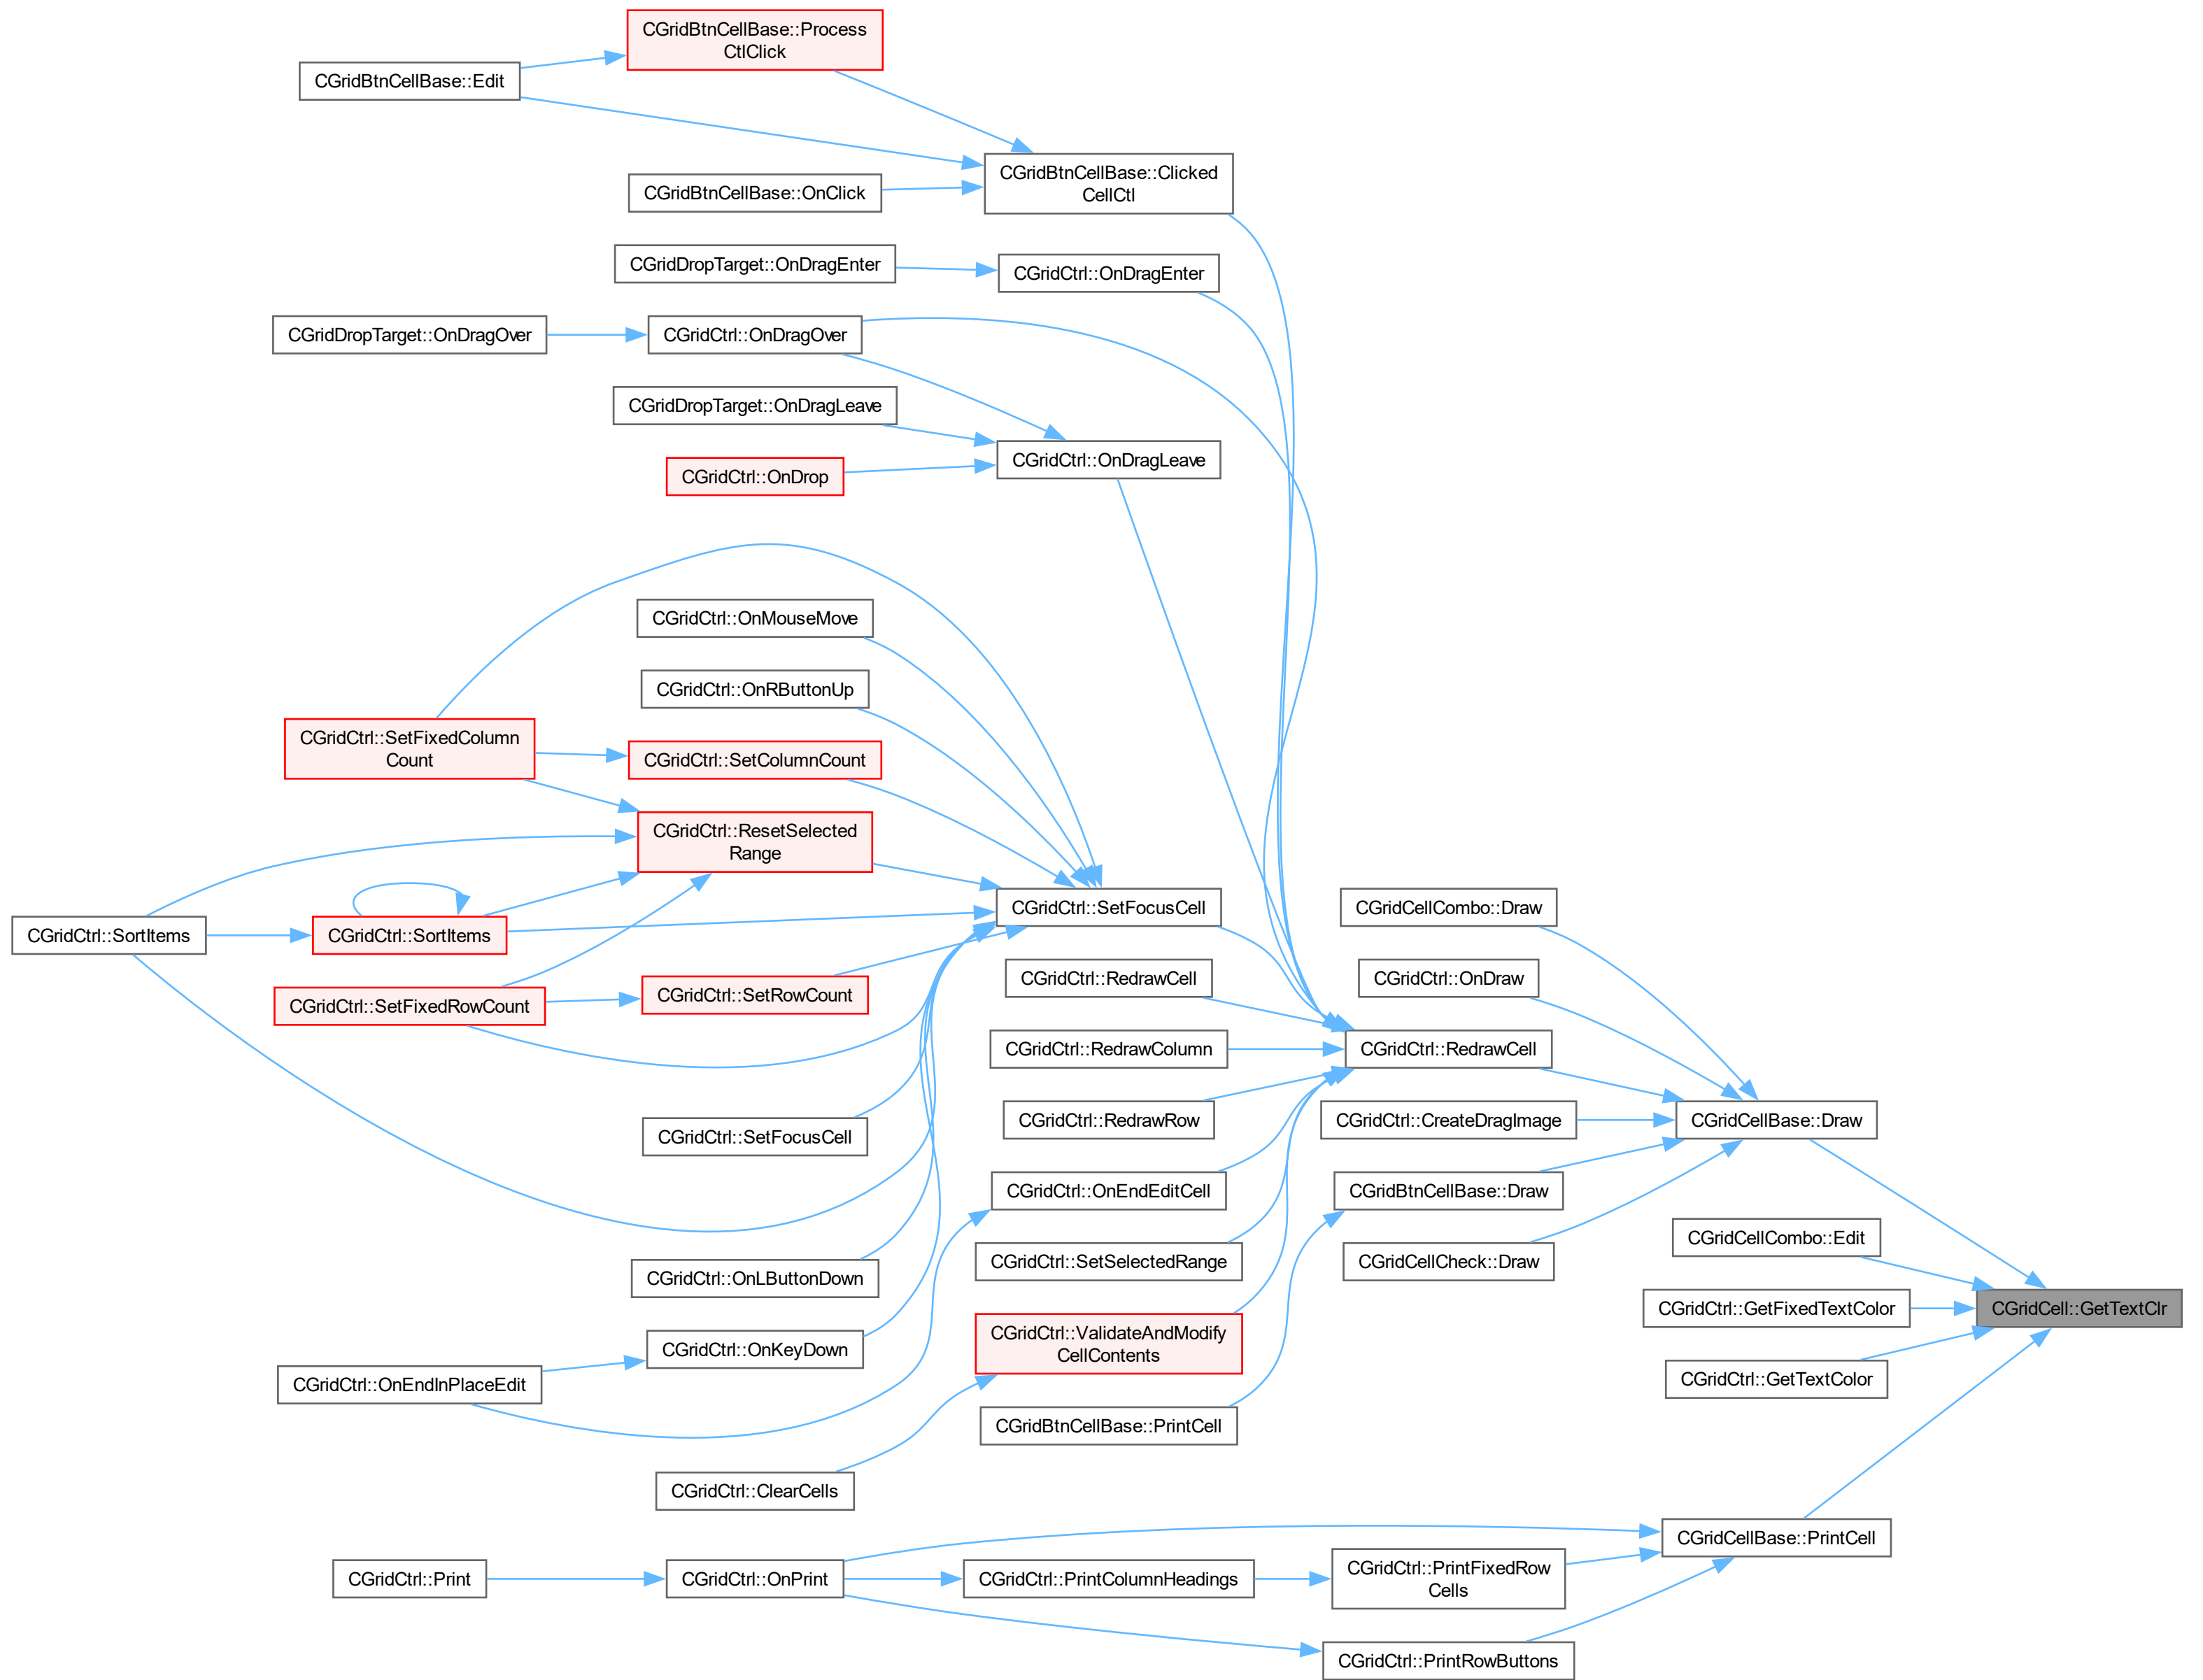 CGridBtnCellBase::Process
CtlClick
CGridBtnCellBase::Edit
CGridBtnCellBase::Clicked
CellCtl
CGridBtnCellBase::OnClick
CGridDropTarget::OnDragEnter
CGridCtrl::OnDragEnter
CGridDropTarget::OnDragOver
CGridCtrl::OnDragOver
CGridDropTarget::OnDragLeave
CGridCtrl::OnDragLeave
CGridCtrl::OnDrop
CGridCtrl::OnMouseMove
CGridCtrl::OnRButtonUp
CGridCtrl::SetFixedColumn
Count
CGridCtrl::SetColumnCount
CGridCtrl::ResetSelected
Range
CGridCtrl::SetFocusCell
CGridCellCombo::Draw
CGridCtrl::SortItems
CGridCtrl::SortItems
CGridCtrl::RedrawCell
CGridCtrl::OnDraw
CGridCtrl::SetFixedRowCount
CGridCtrl::SetRowCount
CGridCtrl::RedrawColumn
CGridCtrl::RedrawCell
CGridCtrl::RedrawRow
CGridCtrl::CreateDragImage
CGridCellBase::Draw
CGridCtrl::SetFocusCell
CGridCtrl::OnEndEditCell
CGridBtnCellBase::Draw
CGridCellCombo::Edit
CGridCtrl::OnLButtonDown
CGridCtrl::SetSelectedRange
CGridCellCheck::Draw
CGridCtrl::GetFixedTextColor
CGridCell::GetTextClr
CGridCtrl::ValidateAndModify
CellContents
CGridCtrl::OnKeyDown
CGridCtrl::OnEndInPlaceEdit
CGridCtrl::GetTextColor
CGridBtnCellBase::PrintCell
CGridCtrl::ClearCells
CGridCellBase::PrintCell
CGridCtrl::Print
CGridCtrl::OnPrint
CGridCtrl::PrintColumnHeadings
CGridCtrl::PrintFixedRow
Cells
CGridCtrl::PrintRowButtons